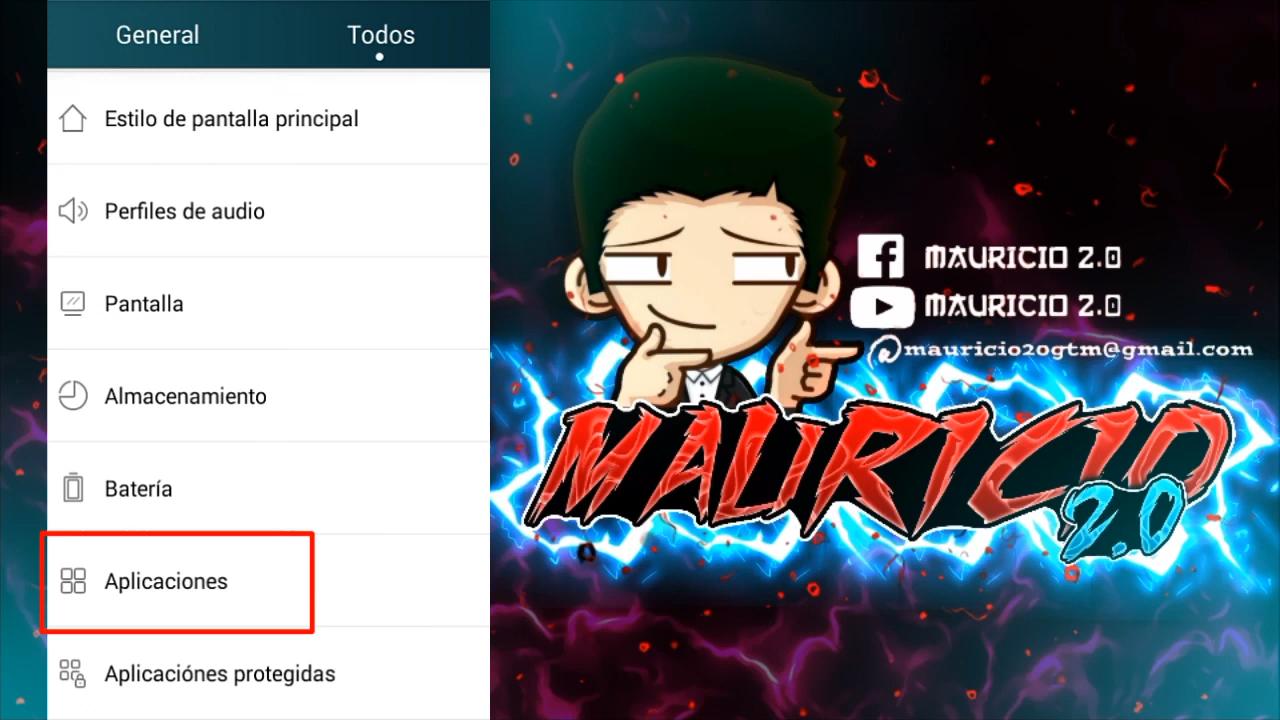 General
Todos
Estilo de pantalla principal
Perfiles de audio
Pantalla
Almacenamiento
Batería
Aplicaciones
Aplicaciónes protegidas
MAURICIO 2.0
MAURICIO 2.0
mauricio20gtm@gmail.com
MAURICIO
2.0